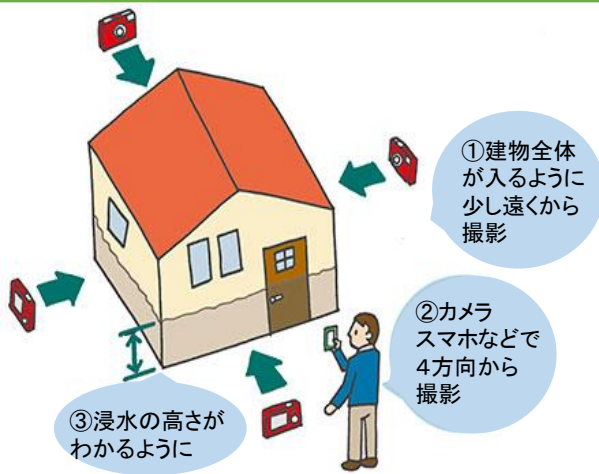 ①建物全体
が入るように
少し遠くから
撮影
②カメラ
スマホなどで
４方向から
撮影
③浸水の高さが
わかるように